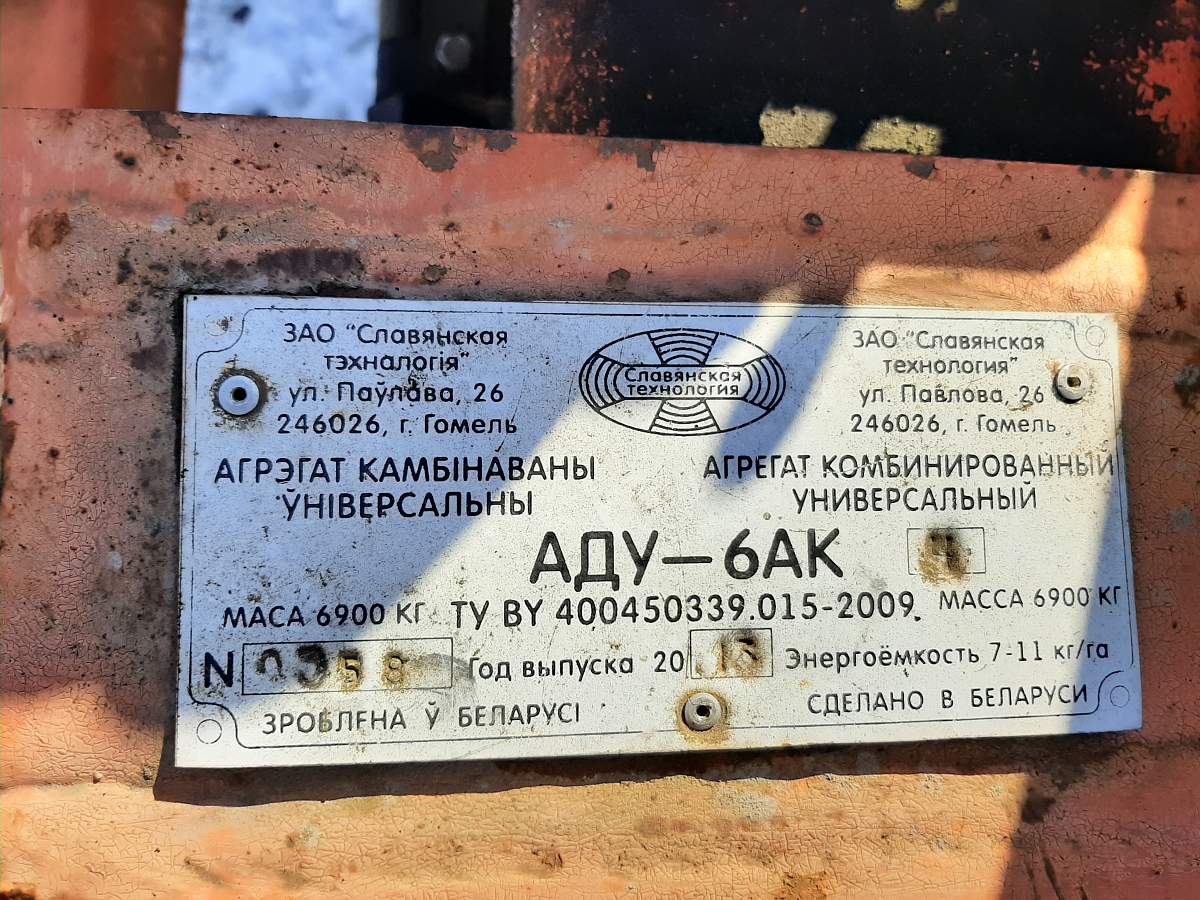 ЗАО "Славянская
тэхналогія"
ул. Паўлава, 26
246026, г. Гомель
Славянская
технология
ЗАО "Славянская
технология"
ул. Павлова, 26
246026, г. Гомель
АГРЭГАТ КАМБІНАВАНЫ
ЎНІВЕРСАЛЬНЫ
АГРЕГАТ КОМБИНИРОВАННЫЙ
УНИВЕРСАЛЬНЫЙ
АДУ-6АК
МАСА 6900 КГ
ТУ BY 400450339.015-2009.
МАССА 6900 КГ
N
Год выпуска 2013
Энергоёмкость 7-11 кг/га
ЗРОБЛЕНА Ў БЕЛАРУСІ
СДЕЛАНО В БЕЛАРУСИ